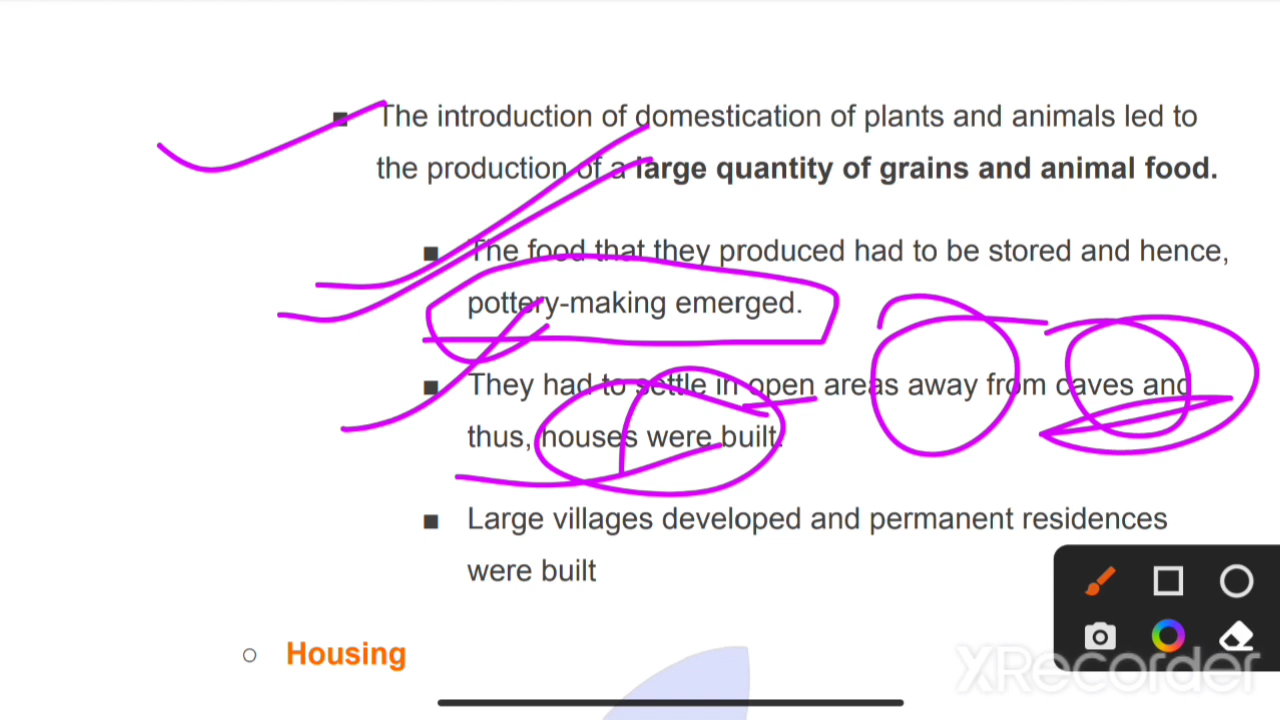 ■ The introduction of domestication of plants and animals led to
the production of a large quantity of grains and animal food.
■ The food that they produced had to be stored and hence,
pottery-making emerged.
■ They had to settle in open areas away from caves and
thus, houses were built.
■ Large villages developed and permanent residences
were built
○ Housing
XRecorder